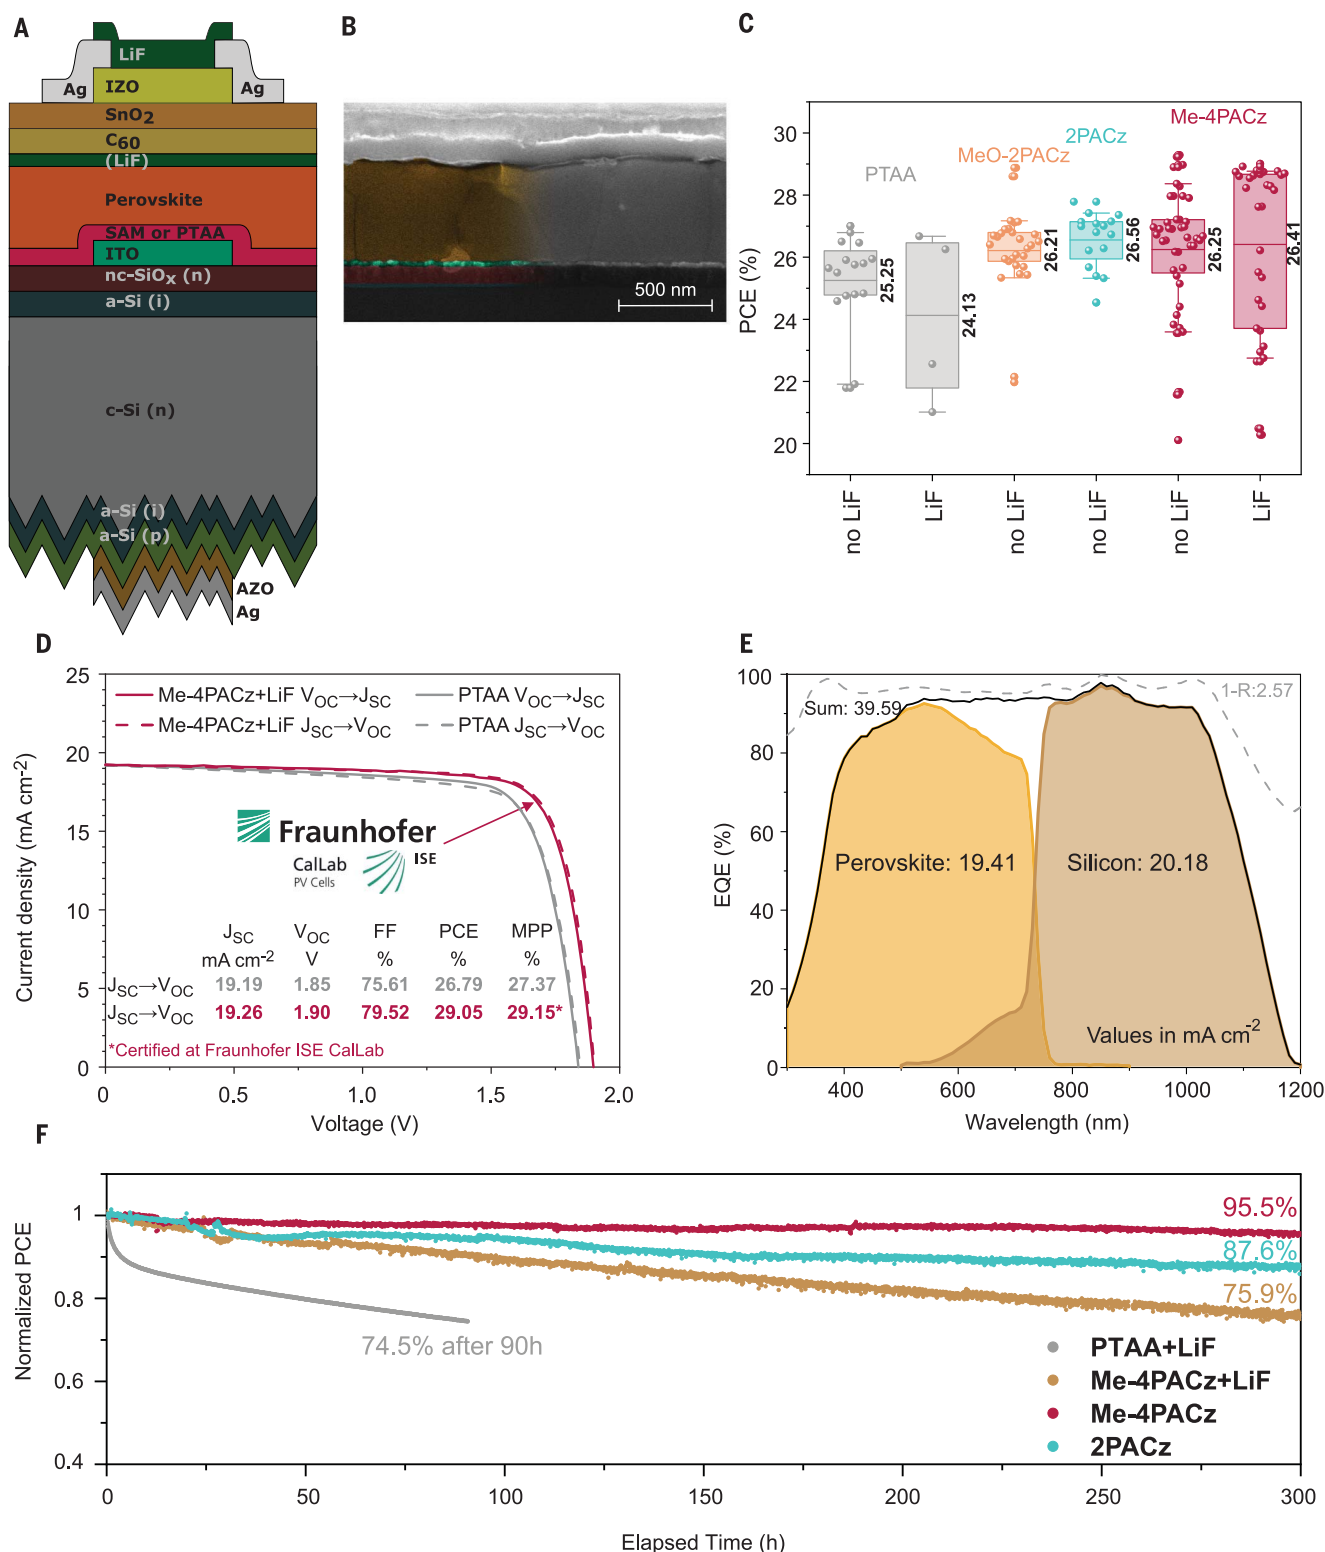 A
LiF
Ag
IZO
Ag
SnO2
C60
(LiF)
Perovskite
SAM or PTAA
ITO
nc-SiOx (n)
a-Si (i)
c-Si (n)
a-Si (i)
a-Si (p)
AZO
Ag
B
500 nm
C
PCE (%)
30
28
26
24
22
20
PTAA
MeO-2PACz
2PACz
Me-4PACz
25.25
24.13
26.21
26.56
26.25
26.41
no LiF
LiF
no LiF
no LiF
no LiF
LiF
D
Current density (mA cm-2)
25
20
15
10
5
0
Me-4PACz+LiF VOC→JSC
PTAA VOC→JSC
Me-4PACz+LiF JSC→VOC
PTAA JSC→VOC
Fraunhofer
ISE
CalLab
PV Cells
JSC VOC FF PCE MPP
mA cm-2 V % % %
JSC→VOC 19.19 1.85 75.61 26.79 27.37
JSC→VOC 19.26 1.90 79.52 29.05 29.15*
*Certified at Fraunhofer ISE CalLab
0 0.5 1.0 1.5 2.0
Voltage (V)
E
EQE (%)
100
80
60
40
20
0
Sum: 39.59
1-R:2.57
Perovskite: 19.41
Silicon: 20.18
Values in mA cm-2
400 600 800 1000 1200
Wavelength (nm)
F
Normalized PCE
1
0.8
0.6
0.4
95.5%
87.6%
75.9%
74.5% after 90h
PTAA+LiF
Me-4PACz+LiF
Me-4PACz
2PACz
0 50 100 150 200 250 300
Elapsed Time (h)